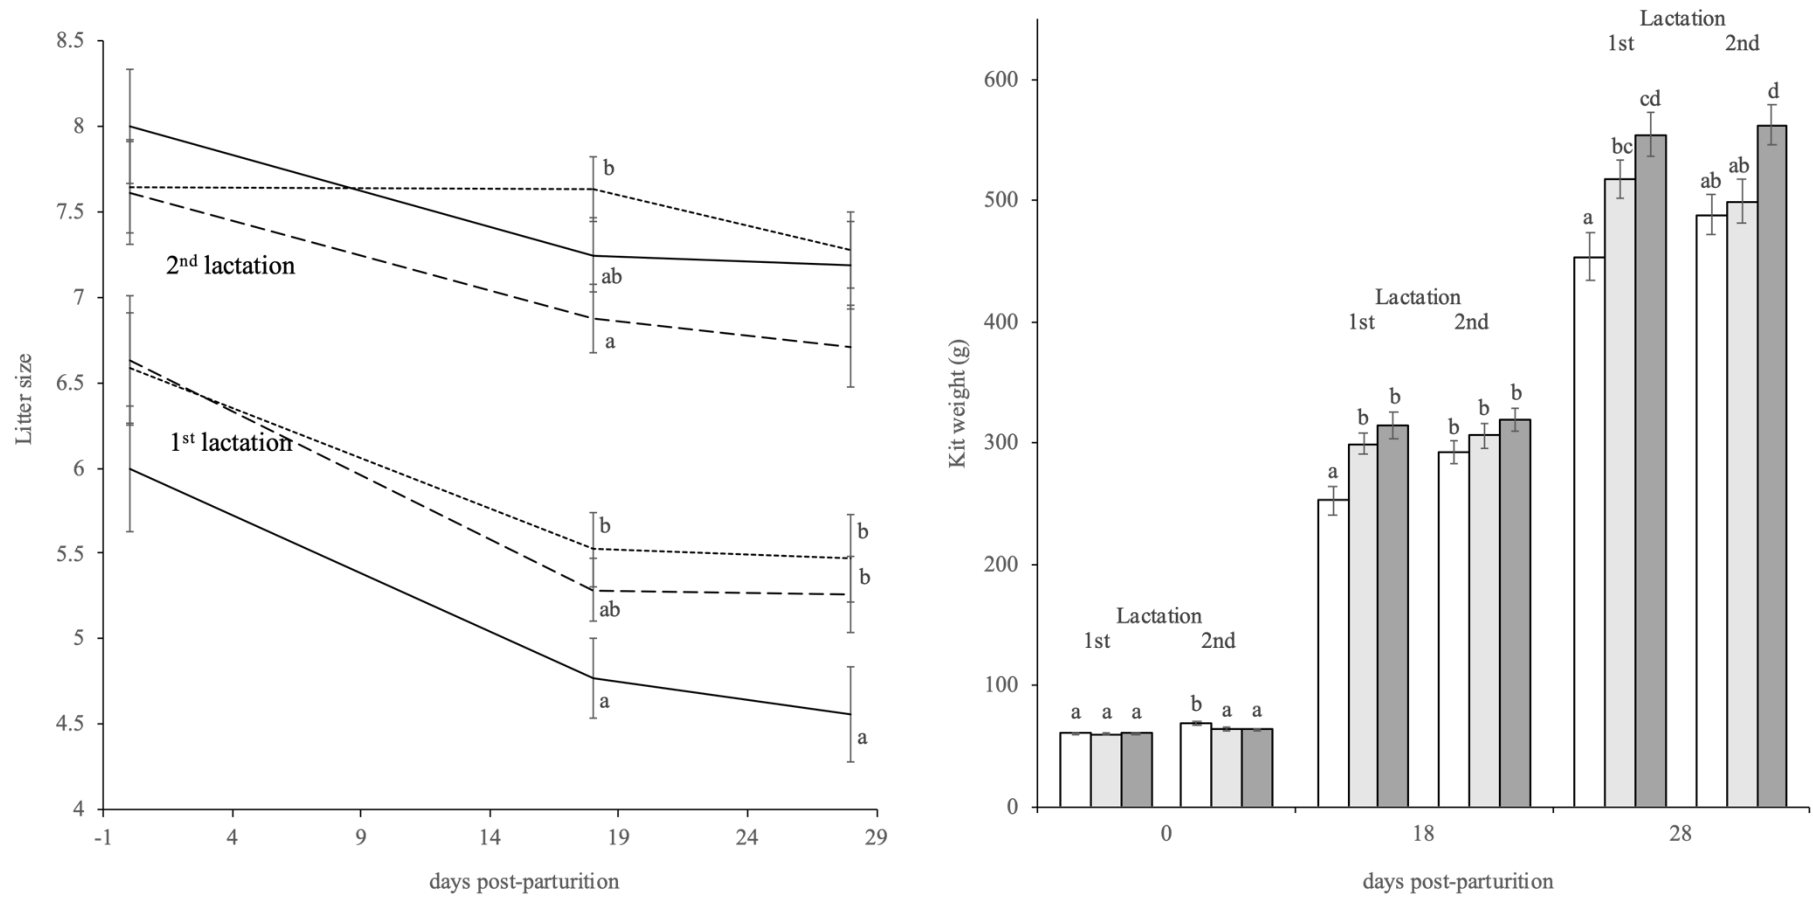 8.5
8
7.5
7
6.5
6
5.5
5
4.5
4
Litter size
-1 4 9 14 19 24 29
days post-parturition
2nd lactation
1st lactation
b
ab
a
b
b
b
ab
a
a
Kit weight (g)
600
500
400
300
200
100
0
Lactation
1st 2nd
a a a b a a
Lactation
1st 2nd
a b b b b b
Lactation
1st 2nd
a bc cd ab ab d
0 18 28
days post-parturition